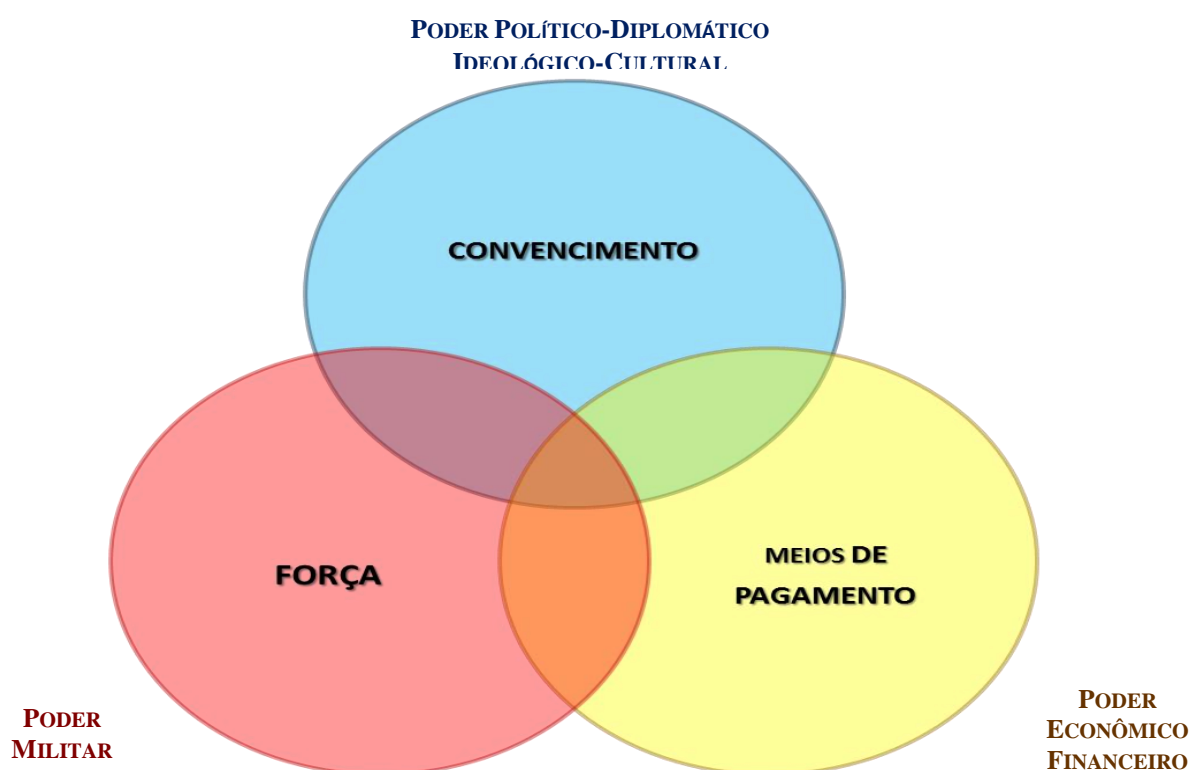 PODER POLÍTICO-DIPLOMÁTICO
IDEOLÓGICO-CULTURAL
CONVENCIMENTO
FORÇA
MEIOS DE
PAGAMENTO
PODER
MILITAR
PODER
ECONÔMICO
FINANCEIRO